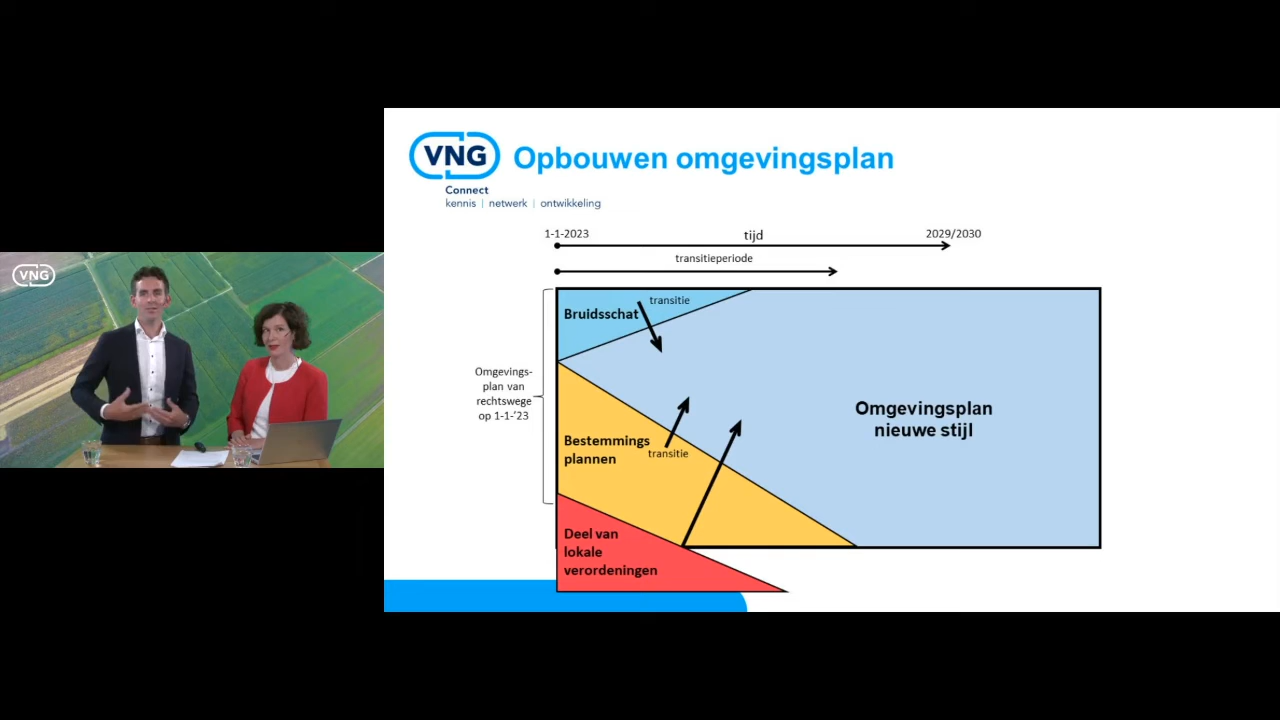 VNG
VNG
Opbouwen omgevingsplan
Connect
kennis | netwerk | ontwikkeling
1-1-2023
tijd
2029/2030
transitieperiode
Bruidsschat
transitie
Omgevings-
plan van
rechtswege
op 1-1-'23
Omgevingsplan
nieuwe stijl
Bestemmings
plannen
transitie
Deel van
lokale
verordeningen